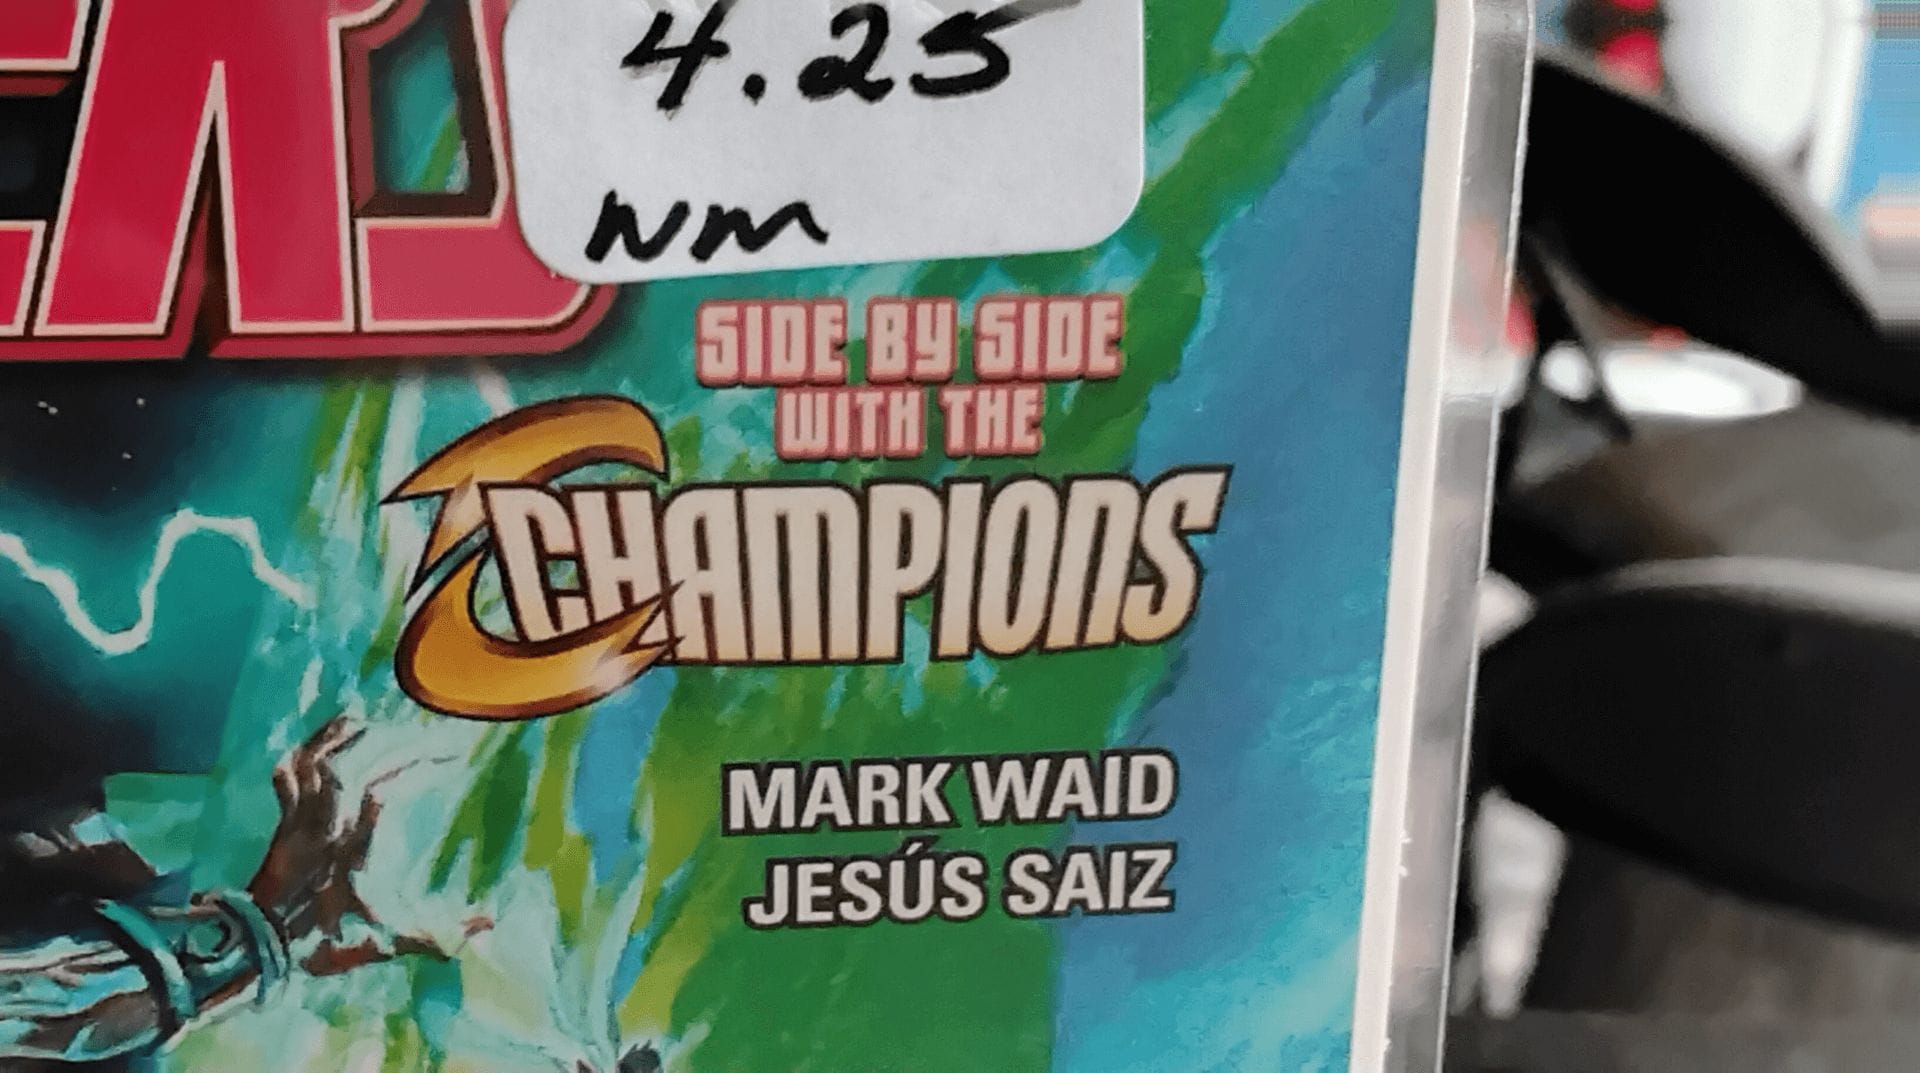 4.25
NM
SIDE BY SIDE
WITH THE
CHAMPIONS
MARK WAID
JESÚS SAIZ